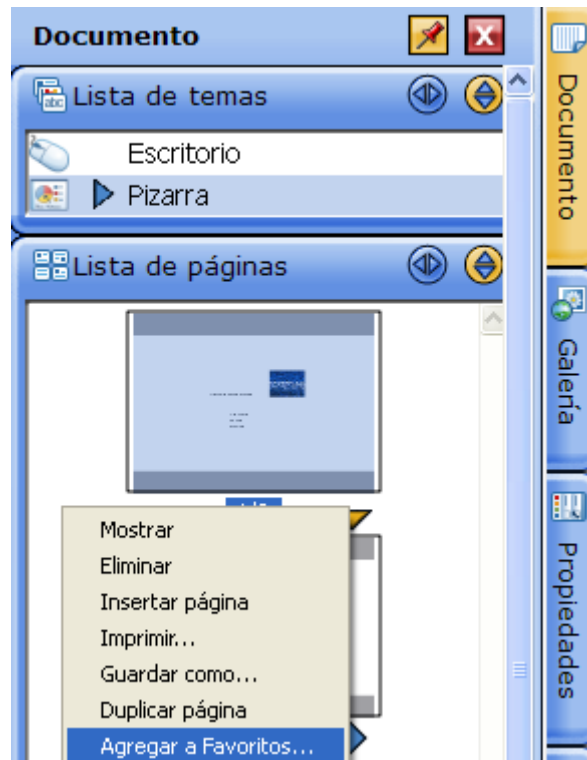 Documento
Lista de temas
Escritorio
Pizarra
Lista de páginas
Mostrar
Eliminar
Insertar página
Imprimir...
Guardar como...
Duplicar página
Agregar a Favoritos...
Documento
Galería
Propiedades